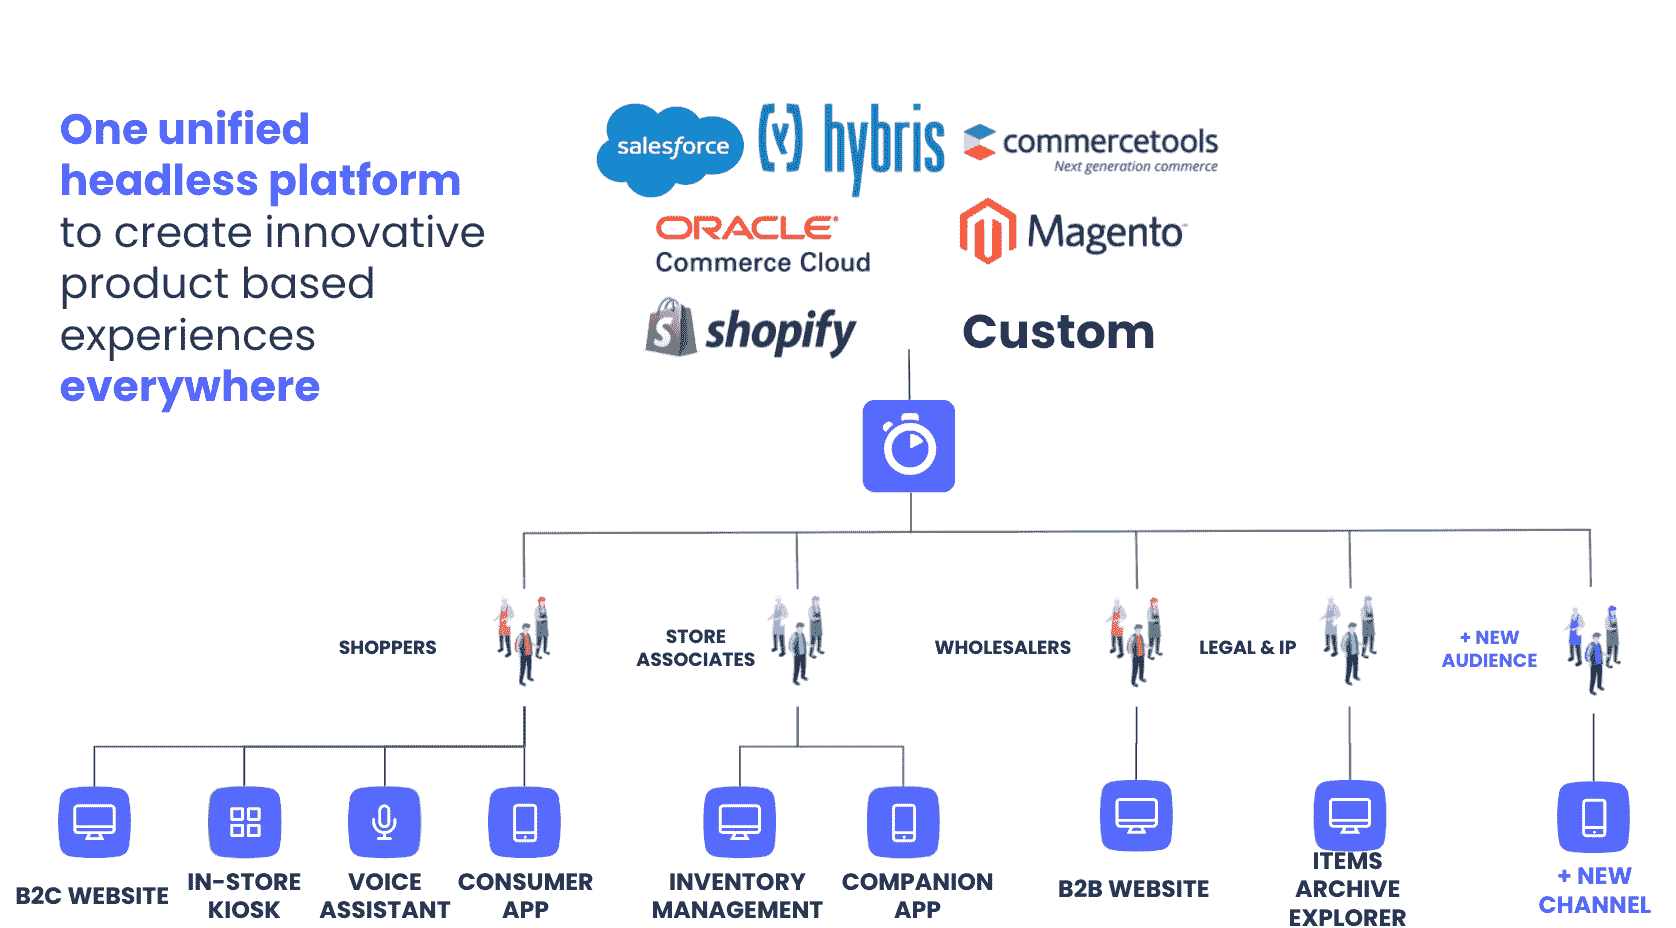 One unified
headless platform
to create innovative
product based
experiences
everywhere
salesforce
hybris
commercetools
Next generation commerce
ORACLE
Commerce Cloud
Magento
shopify
Custom
SHOPPERS
STORE
ASSOCIATES
WHOLESALERS
LEGAL & IP
+ NEW
AUDIENCE
B2C WEBSITE
IN-STORE
KIOSK
VOICE
ASSISTANT
CONSUMER
APP
INVENTORY
MANAGEMENT
COMPANION
APP
B2B WEBSITE
ITEMS
ARCHIVE
EXPLORER
+ NEW
CHANNEL